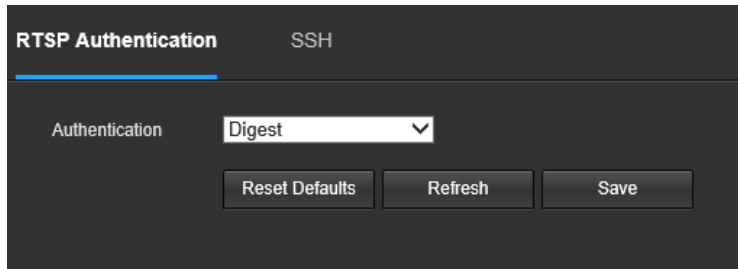 RTSP Authentication SSH
Authentication Digest
Reset Defaults Refresh Save